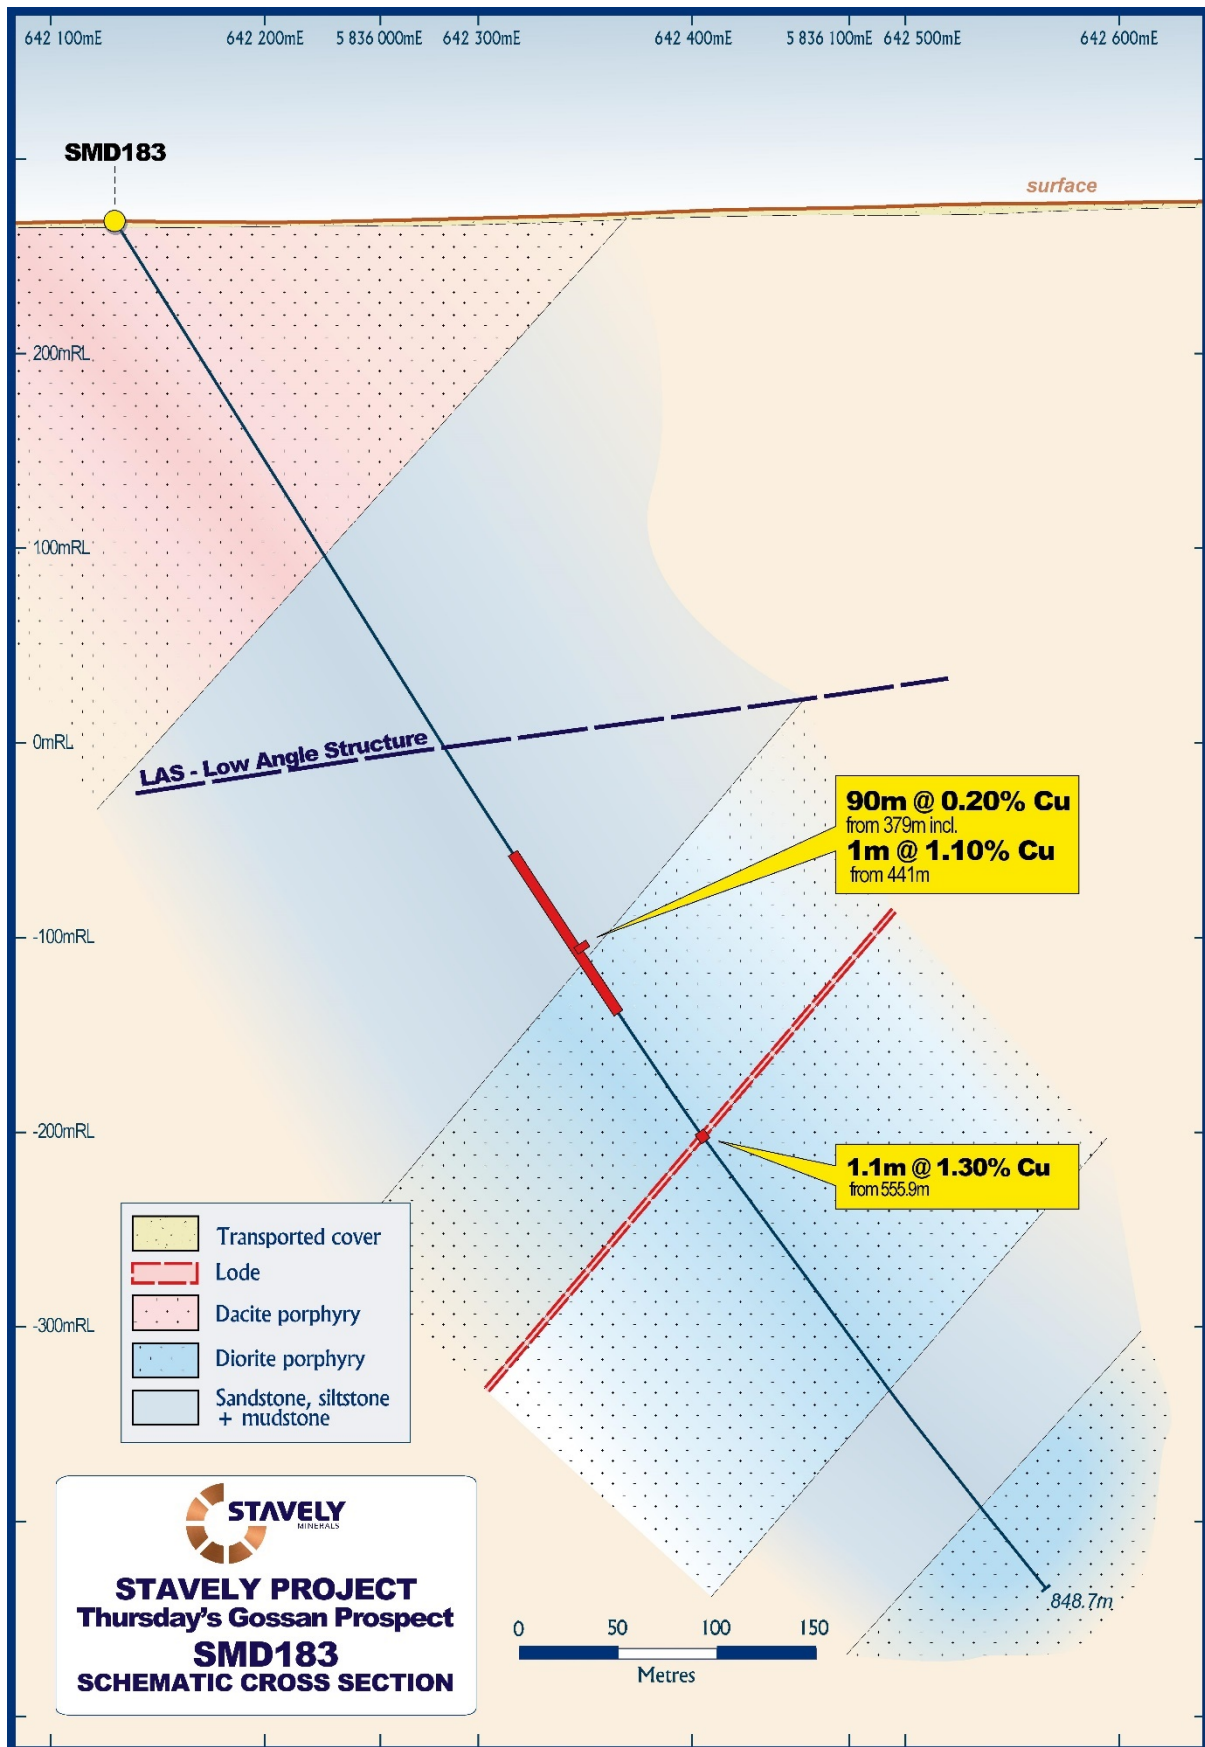 642 100mE 642 200mE 5 836 000mE 642 300mE 642 400mE 5 836 100mE 642 500mE 642 600mE
SMD183
surface
200mRL
100mRL
0mRL
LAS - Low Angle Structure
90m @ 0.20% Cu
from 379m incl.
1m @ 1.10% Cu
from 441m
-100mRL
-200mRL
1.1m @ 1.30% Cu
from 555.9m
Transported cover
Lode
Dacite porphyry
-300mRL
Diorite porphyry
Sandstone, siltstone
+ mudstone
STAVELY
MINERALS
STAVELY PROJECT
Thursday's Gossan Prospect
SMD183
SCHEMATIC CROSS SECTION
848.7m
0 50 100 150
Metres